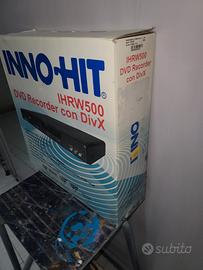 INNO-HIT®
IHRW500
DVD Recorder con DivX
IHRW500
DVD Recorder con DivX
INNO
subito